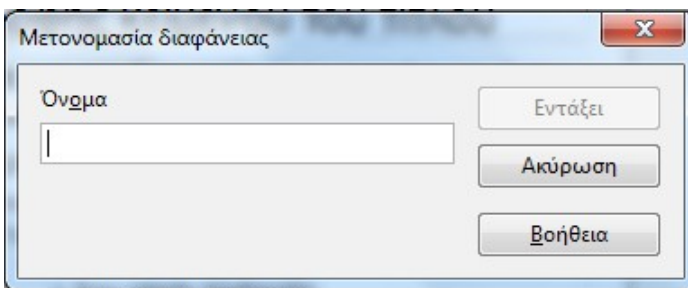 Μετονομασία διαφάνειας
Όνομα
Εντάξει
Ακύρωση
Βοήθεια